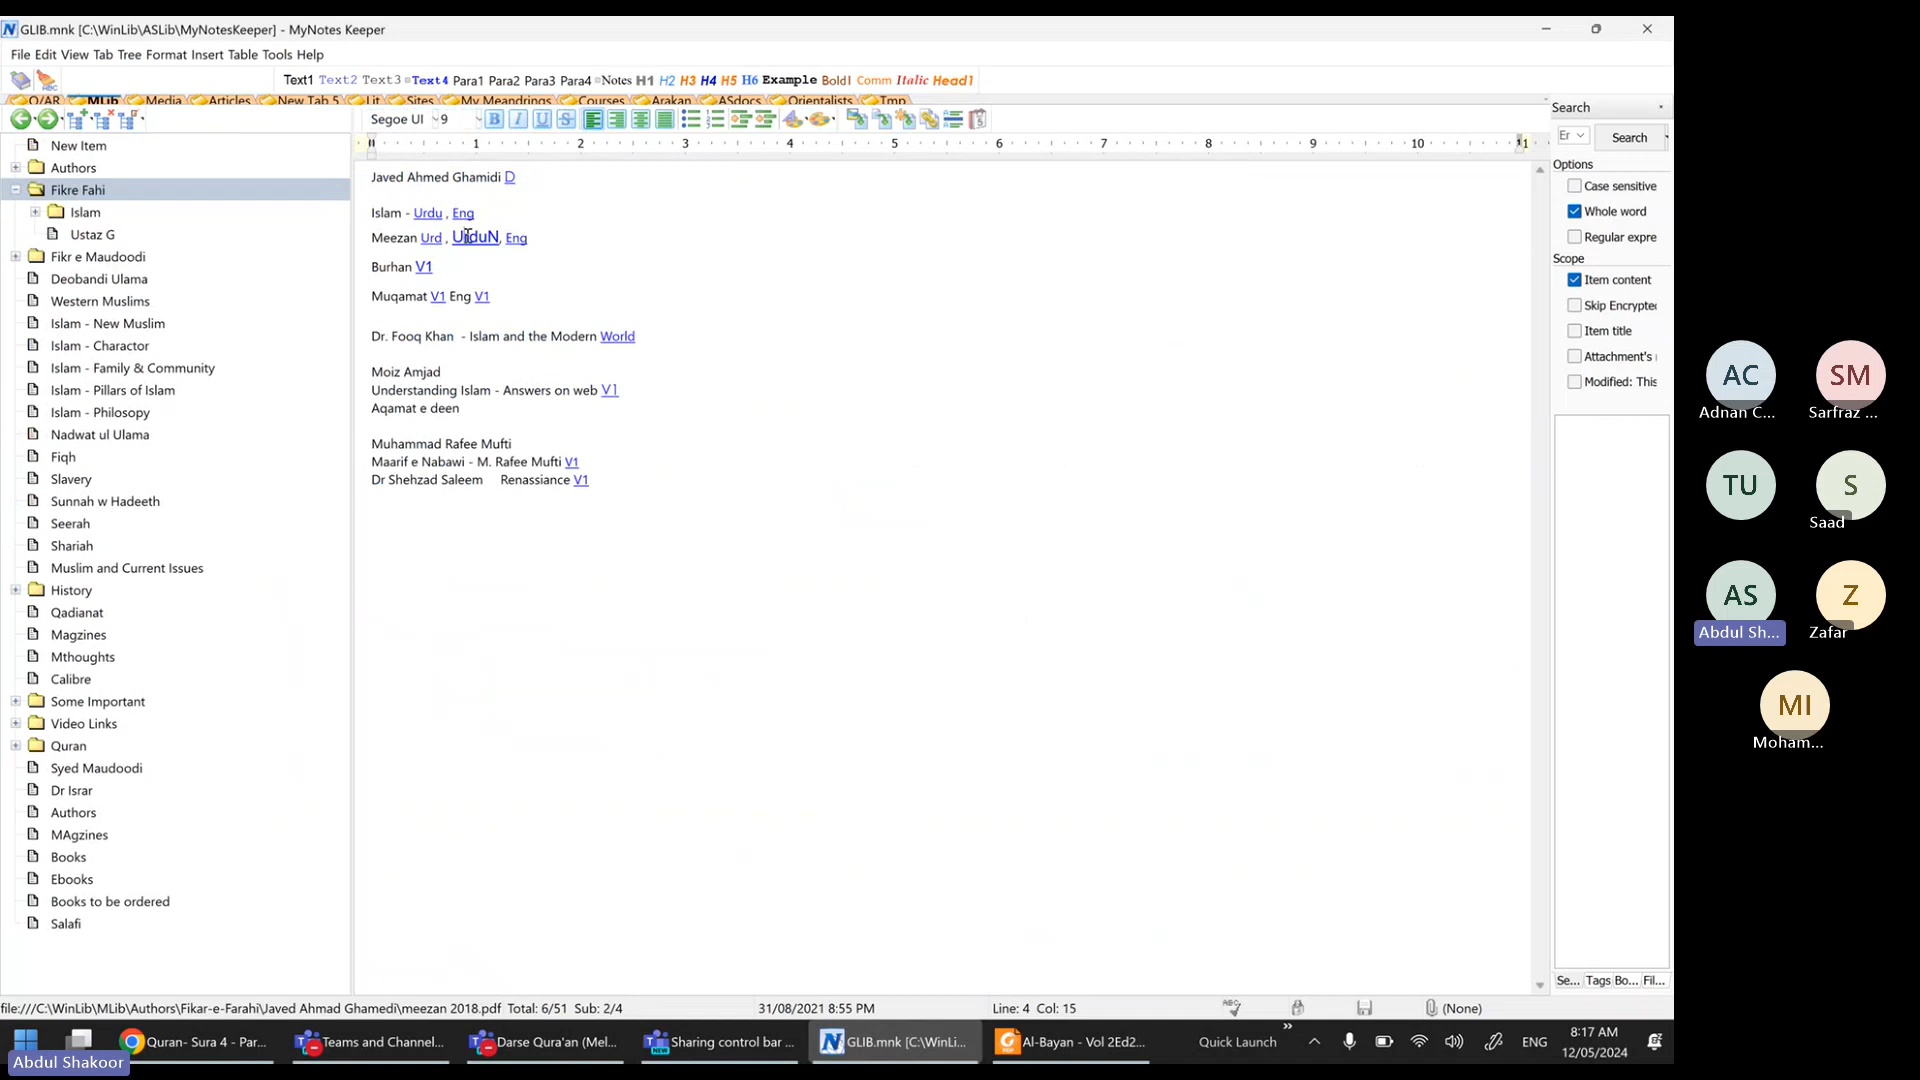 GLIB.mnk [C:\WinLib\ASLib\MyNotesKeeper] - MyNotes Keeper
File Edit View Tab Tree Format Insert Table Tools Help
Text1 Text2 Text3 Text4 Para1 Para2 Para3 Para4 Notes H1 H2 H3 H4 H5 H6 Example Bold1 Comm Italic Head1
Q/AR MLib Media Articles New Tab 5 Lit Sites My Meandrings Courses Arakan ASdocs Orientalists Tmp
Segoe UI 9
1 2 3 4 5 6 7 8 9 10 11
New Item
Authors
Fikre Fahi
Islam
Ustaz G
Fikr e Maudoodi
Deobandi Ulama
Western Muslims
Islam - New Muslim
Islam - Charactor
Islam - Family & Community
Islam - Pillars of Islam
Islam - Philosopy
Nadwat ul Ulama
Fiqh
Slavery
Sunnah w Hadeeth
Seerah
Shariah
Muslim and Current Issues
History
Qadianat
Magzines
Mthoughts
Calibre
Some Important
Video Links
Quran
Syed Maudoodi
Dr Israr
Authors
MAgzines
Books
Ebooks
Books to be ordered
Salafi
Javed Ahmed Ghamidi D
Islam - Urdu , Eng
Meezan Urd , UrduN, Eng
Burhan V1
Muqamat V1 Eng V1
Dr. Fooq Khan - Islam and the Modern World
Moiz Amjad
Understanding Islam - Answers on web V1
Aqamat e deen
Muhammad Rafee Mufti
Maarif e Nabawi - M. Rafee Mufti V1
Dr Shehzad Saleem Renassiance V1
Search
Er Search
Options
Case sensitive
Whole word
Regular expre
Scope
Item content
Skip Encrypte
Item title
Attachment's
Modified: This
Se... Tags Bo... Fil...
file:///C:\WinLib\MLib\Authors\Fikar-e-Farahi\Javed Ahmad Ghamedi\meezan 2018.pdf Total: 6/51 Sub: 2/4
31/08/2021 8:55 PM
Line: 4 Col: 15
ABC
(None)
Quran- Sura 4 - Par...
Teams and Channel...
Darse Qura'an (Mel...
Sharing control bar ...
GLIB.mnk [C:\WinLi...
Al-Bayan - Vol 2Ed2...
Quick Launch
ENG
8:17 AM
12/05/2024
Abdul Shakoor
AC
Adnan C...
SM
Sarfraz ...
TU
S
Saad
AS
Abdul Sh...
Z
Zafar
MI
Moham...